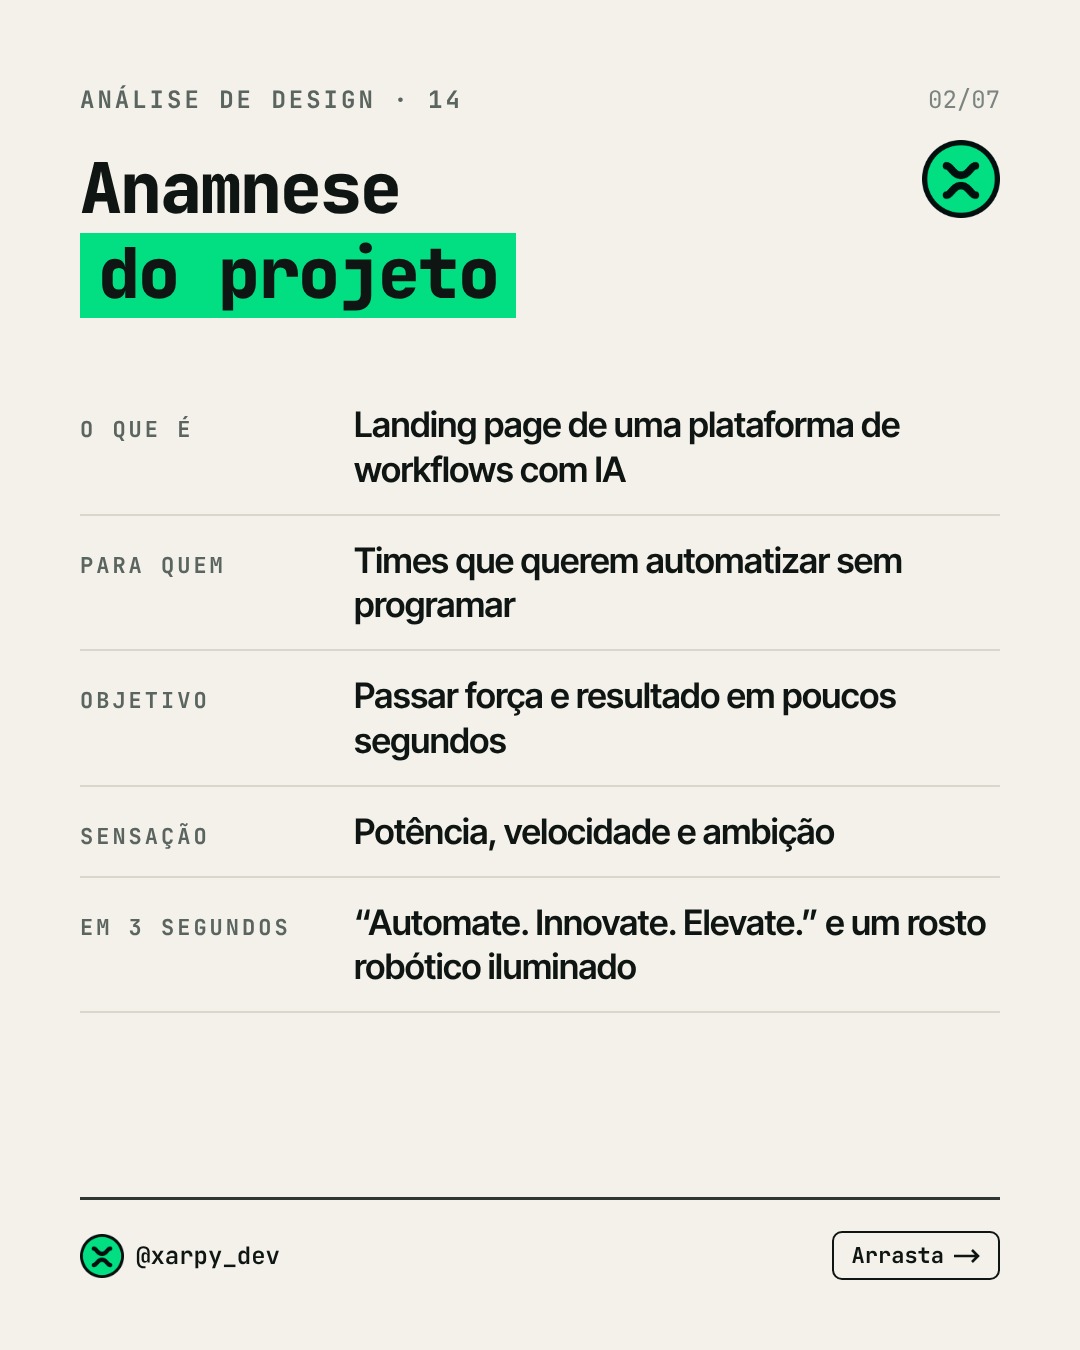 ANÁLISE DE DESIGN · 14
02/07
Anamnese
do projeto
O QUE É
Landing page de uma plataforma de
workflows com IA
PARA QUEM
Times que querem automatizar sem
programar
OBJETIVO
Passar força e resultado em poucos
segundos
SENSAÇÃO
Potência, velocidade e ambição
EM 3 SEGUNDOS
“Automate. Innovate. Elevate.” e um rosto
robótico iluminado
@xarpy_dev
Arrasta →